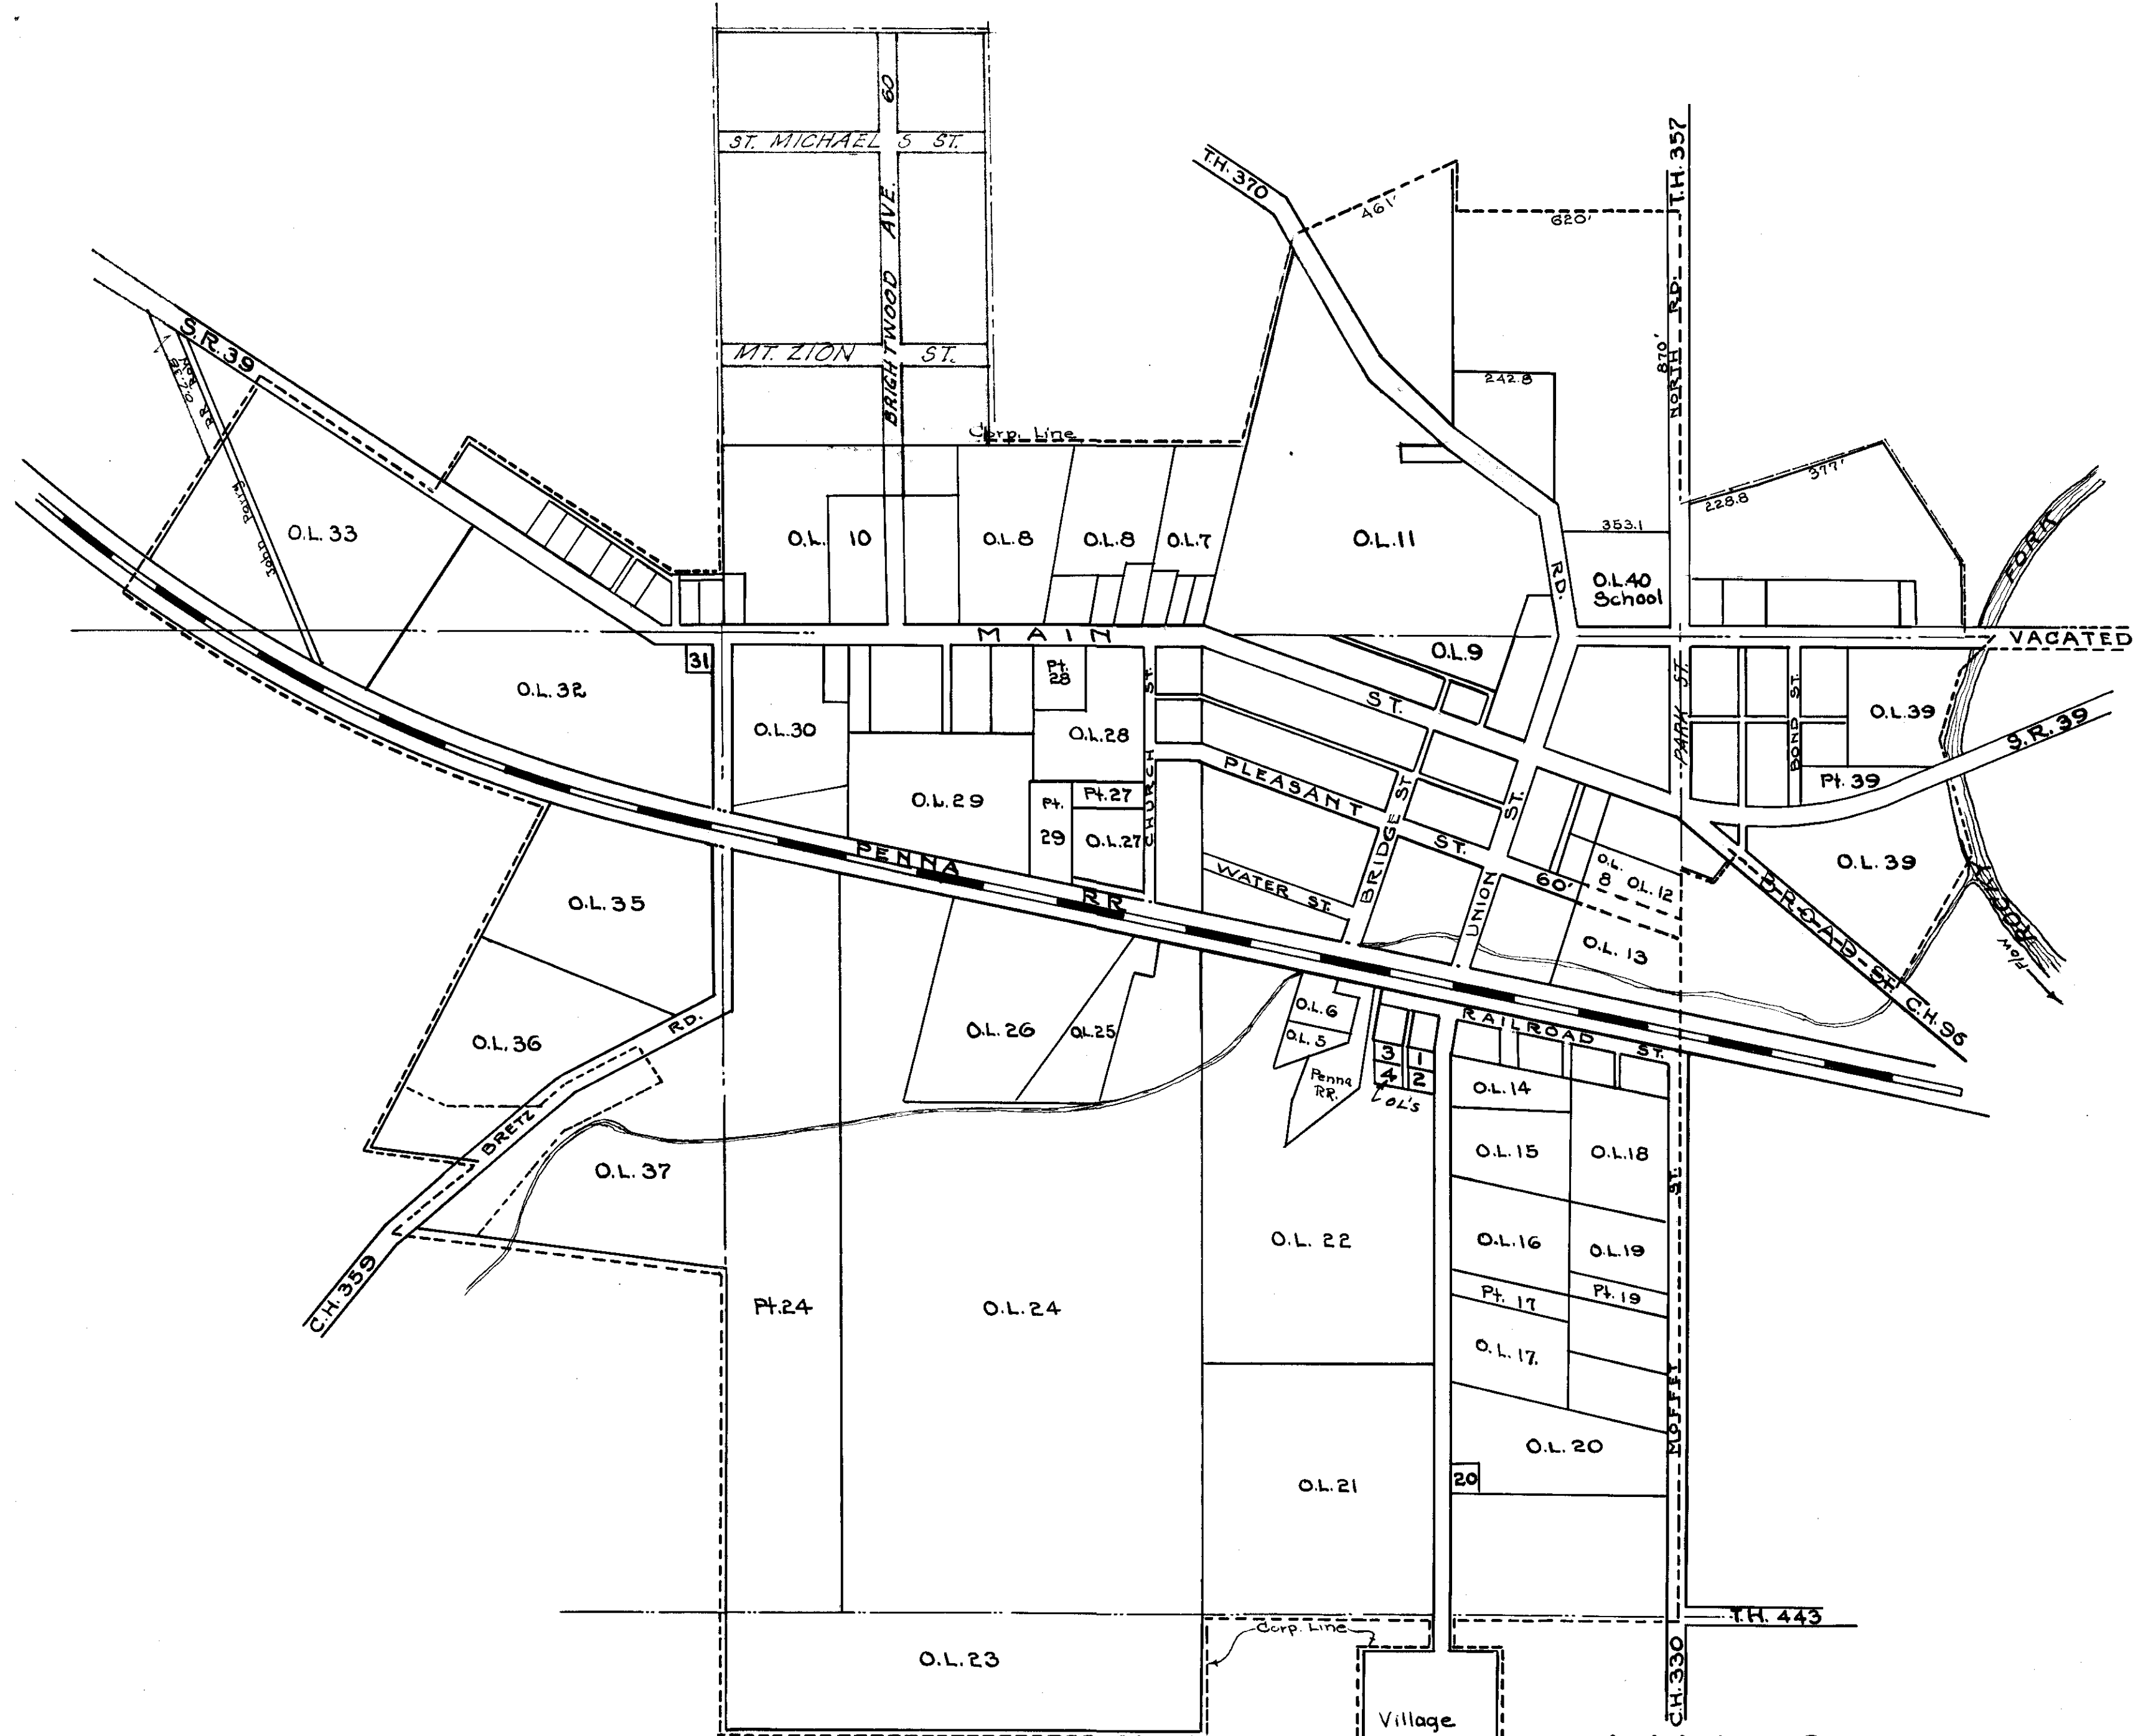 60
ST. MICHAEL S ST.
BRIGHTWOOD AVE.
MT. ZION ST.
Corp. Line
T.H. 370
461'
620'
T.H. 357
NORTH RD.
870'
242.8
353.1
228.8
377'
S.R. 39
O.L. 38
RR Row
John Parry
O.L. 33
O.L. 10
O.L. 8
O.L. 8
O.L. 7
O.L. 11
RD.
O.L. 40
School
FORK
MAIN
VACATED
31
O.L. 32
O.L. 30
Pt.
28
O.L. 28
CHURCH ST.
O.L. 9
ST.
PARK ST.
BOND ST.
O.L. 39
S.R. 39
Pt. 39
O.L. 29
Pt.
29
Pt. 27
O.L. 27
PLEASANT ST.
BRIDGE ST.
UNION ST.
WATER ST.
60'
O.L.
8
O.L. 12
O.L. 13
O.L. 39
BROAD ST. C.H. 96
ROCKY
Flow
PENNA RR
O.L. 35
O.L. 36
BRETZ RD.
O.L. 37
C.H. 359
O.L. 26
O.L. 25
O.L. 6
O.L. 5
Penna
RR.
3 1
4 2
OL's
RAILROAD ST.
O.L. 14
O.L. 15
O.L. 18
O.L. 16
O.L. 19
Pt. 17
Pt. 19
O.L. 17.
O.L. 22
Pt. 24
O.L. 24
O.L. 21
O.L. 20
20
MOFFET ST.
T.H. 443
Corp. Line
O.L. 23
C.H. 330
Village